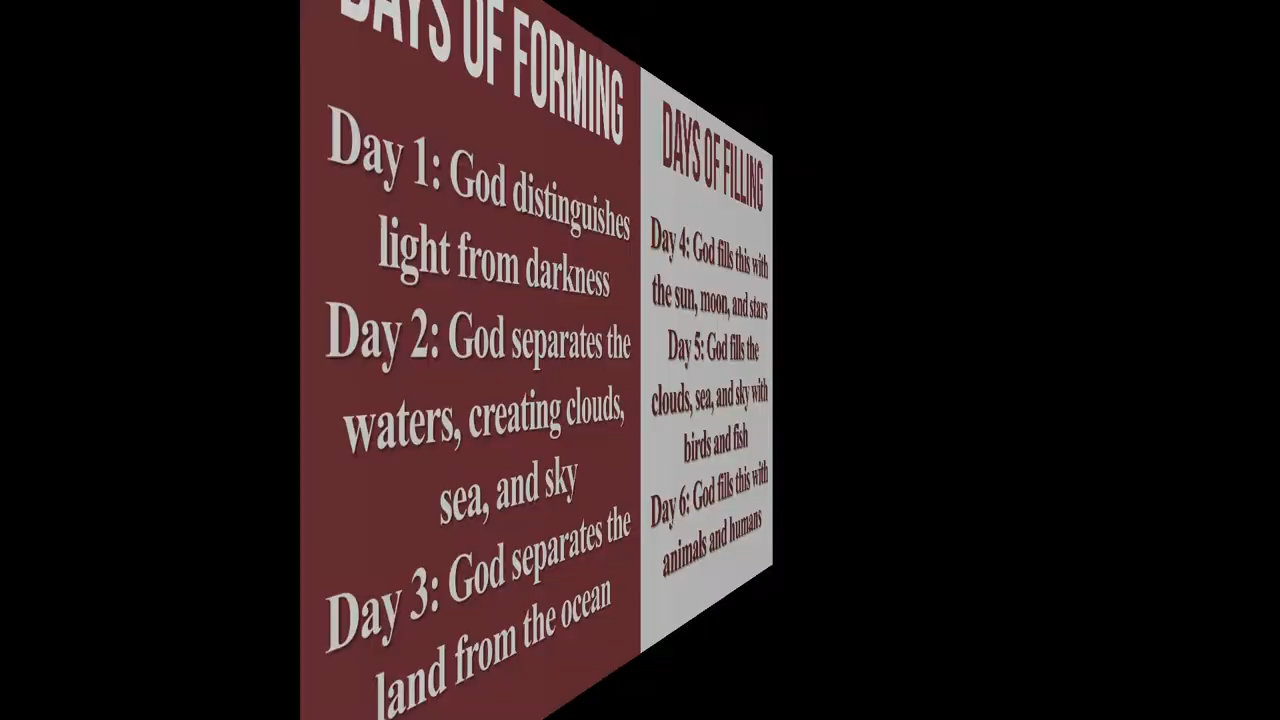 DAYS OF FORMING
Day 1: God distinguishes
light from darkness
Day 2: God separates the
waters, creating clouds,
sea, and sky
Day 3: God separates the
land from the ocean
DAYS OF FILLING
Day 4: God fills this with
the sun, moon, and stars
Day 5: God fills the
clouds, sea, and sky with
birds and fish
Day 6: God fills this with
animals and humans